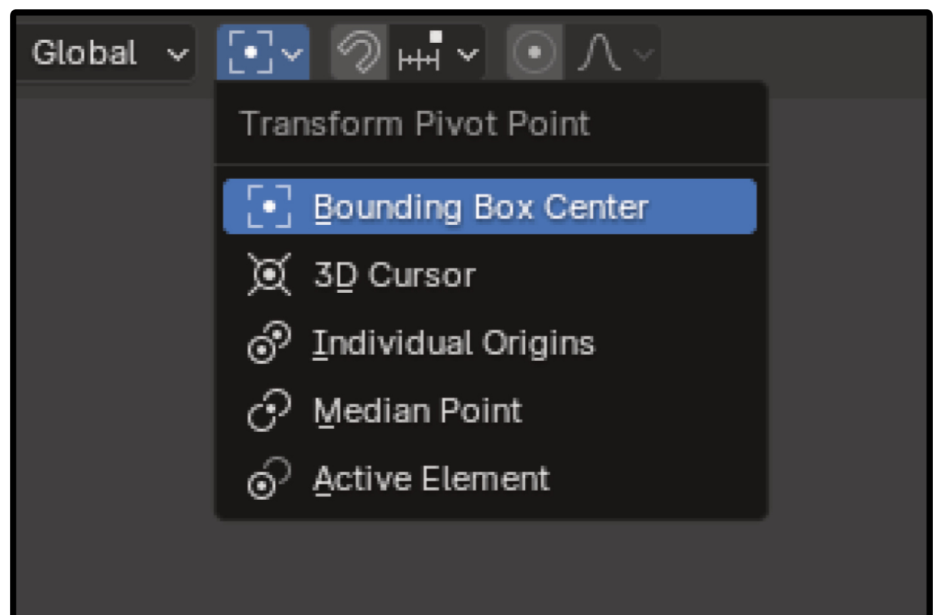 Global
Transform Pivot Point
Bounding Box Center
3D Cursor
Individual Origins
Median Point
Active Element